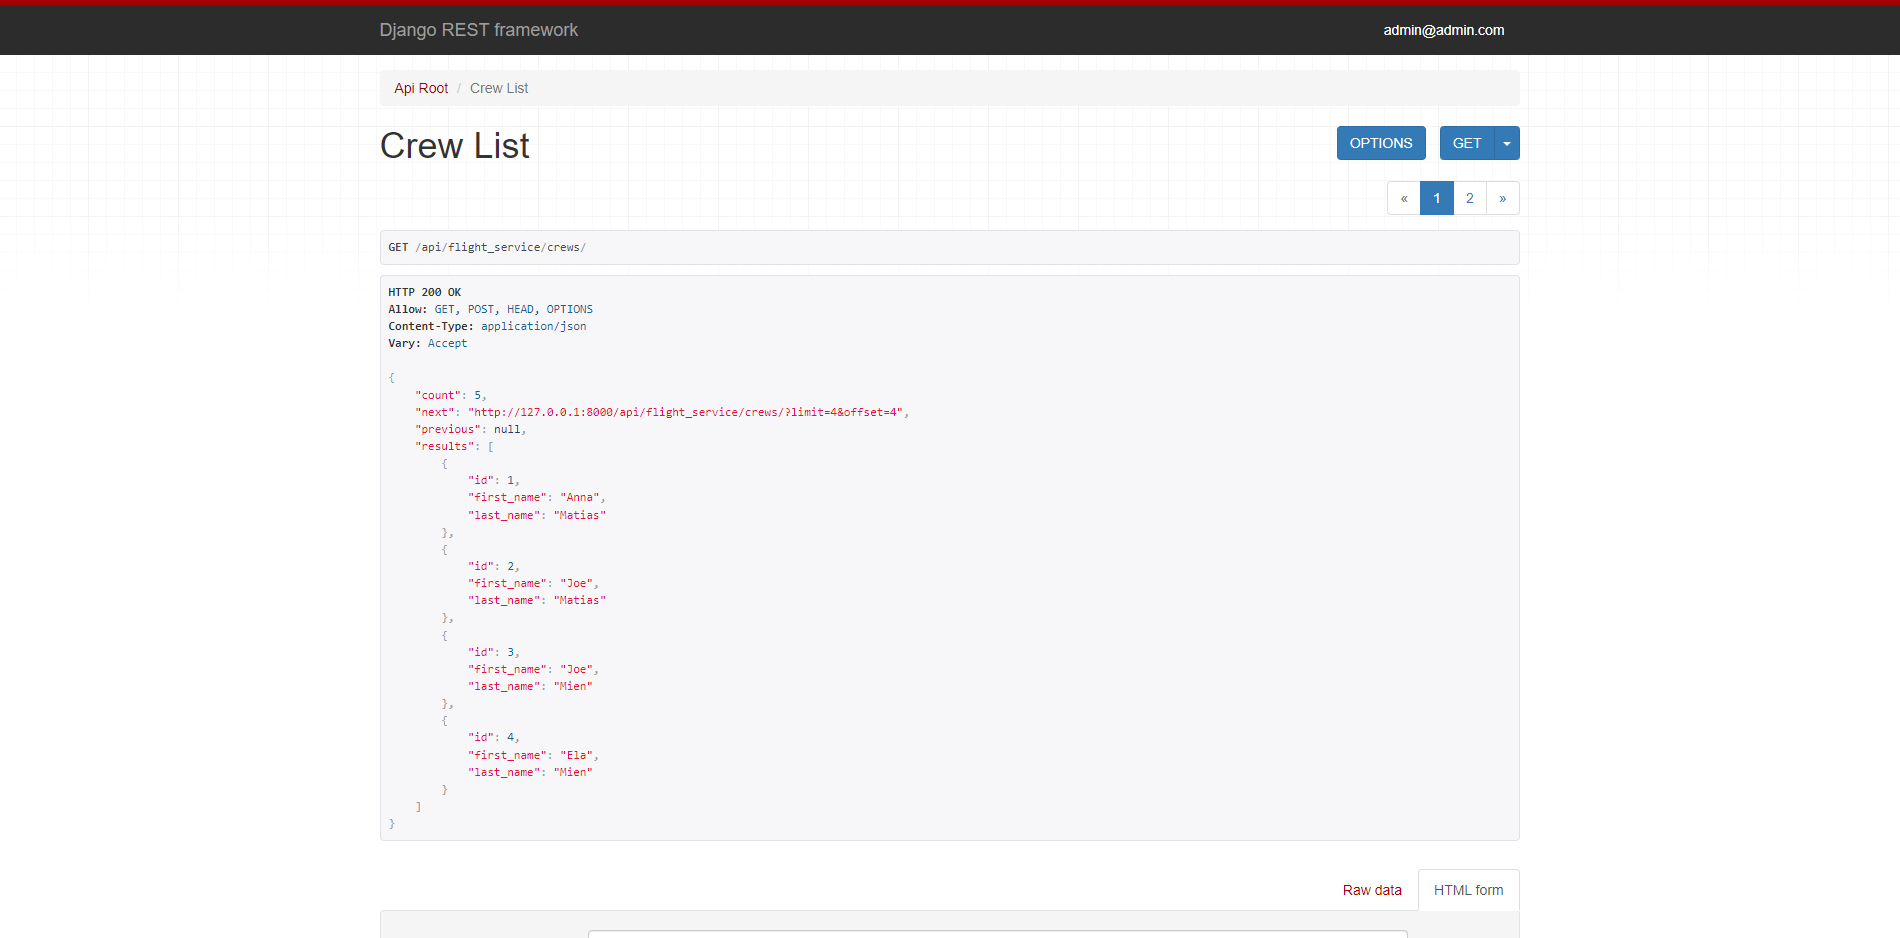 Django REST framework
admin@admin.com
Api Root / Crew List
Crew List
OPTIONS
GET
« 1 2 »
GET /api/flight_service/crews/
HTTP 200 OK
Allow: GET, POST, HEAD, OPTIONS
Content-Type: application/json
Vary: Accept
{
    "count": 5,
    "next": "http://127.0.0.1:8000/api/flight_service/crews/?limit=4&offset=4",
    "previous": null,
    "results": [
        {
            "id": 1,
            "first_name": "Anna",
            "last_name": "Matias"
        },
        {
            "id": 2,
            "first_name": "Joe",
            "last_name": "Matias"
        },
        {
            "id": 3,
            "first_name": "Joe",
            "last_name": "Mien"
        },
        {
            "id": 4,
            "first_name": "Ela",
            "last_name": "Mien"
        }
    ]
}
Raw data
HTML form